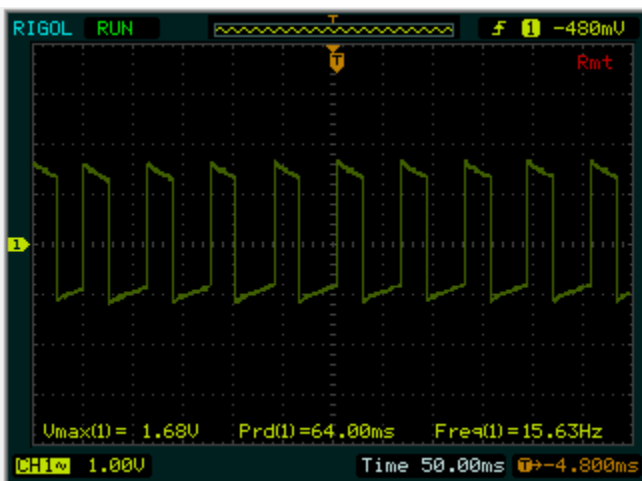 RIGOL RUN 1 -480mV
T
Rmt
1
Vmax(1)= 1.68V Prd(1)=64.00ms Freq(1)=15.63Hz
CH1~ 1.00V Time 50.00ms T→-4.800ms